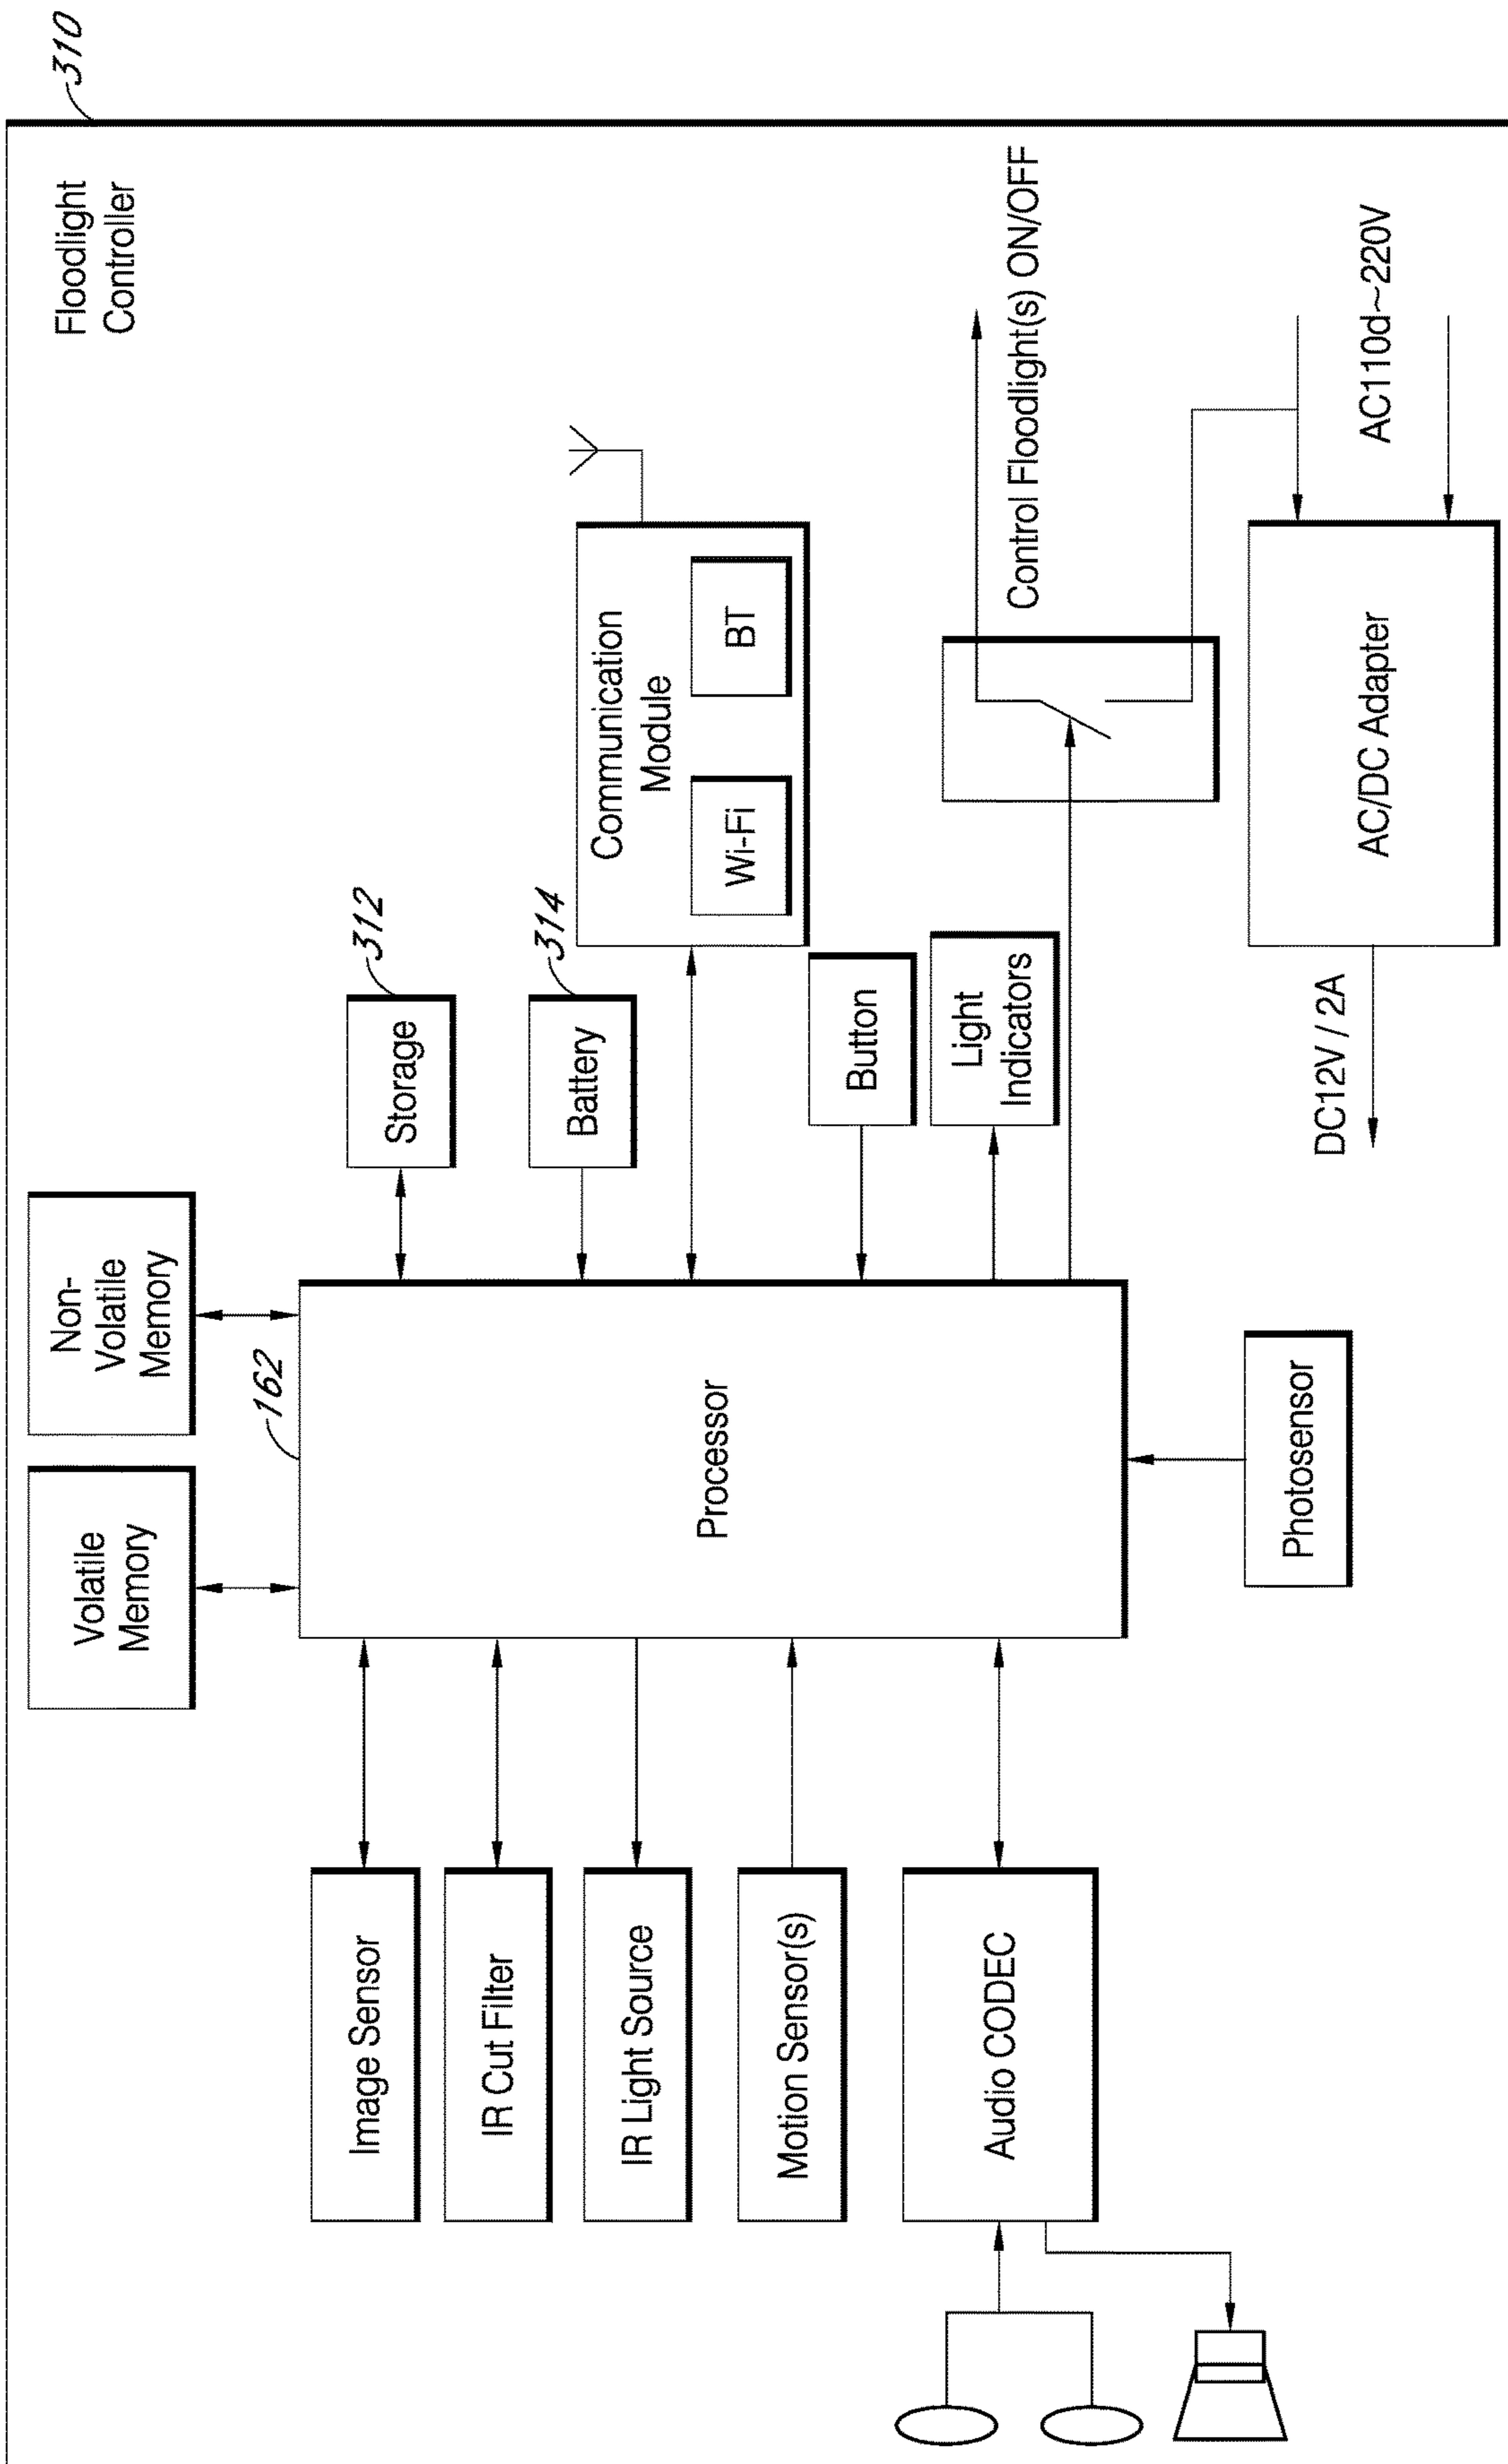 310
Floodlight
Controller
Volatile
Memory
Non-
Volatile
Memory
162
Processor
Image Sensor
IR Cut Filter
IR Light Source
Motion Sensor(s)
Audio CODEC
Storage
312
Battery
314
Communication
Module
Wi-Fi
BT
Button
Light
Indicators
Control Floodlight(s) ON/OFF
Photosensor
DC12V / 2A
AC/DC Adapter
AC110d~220V